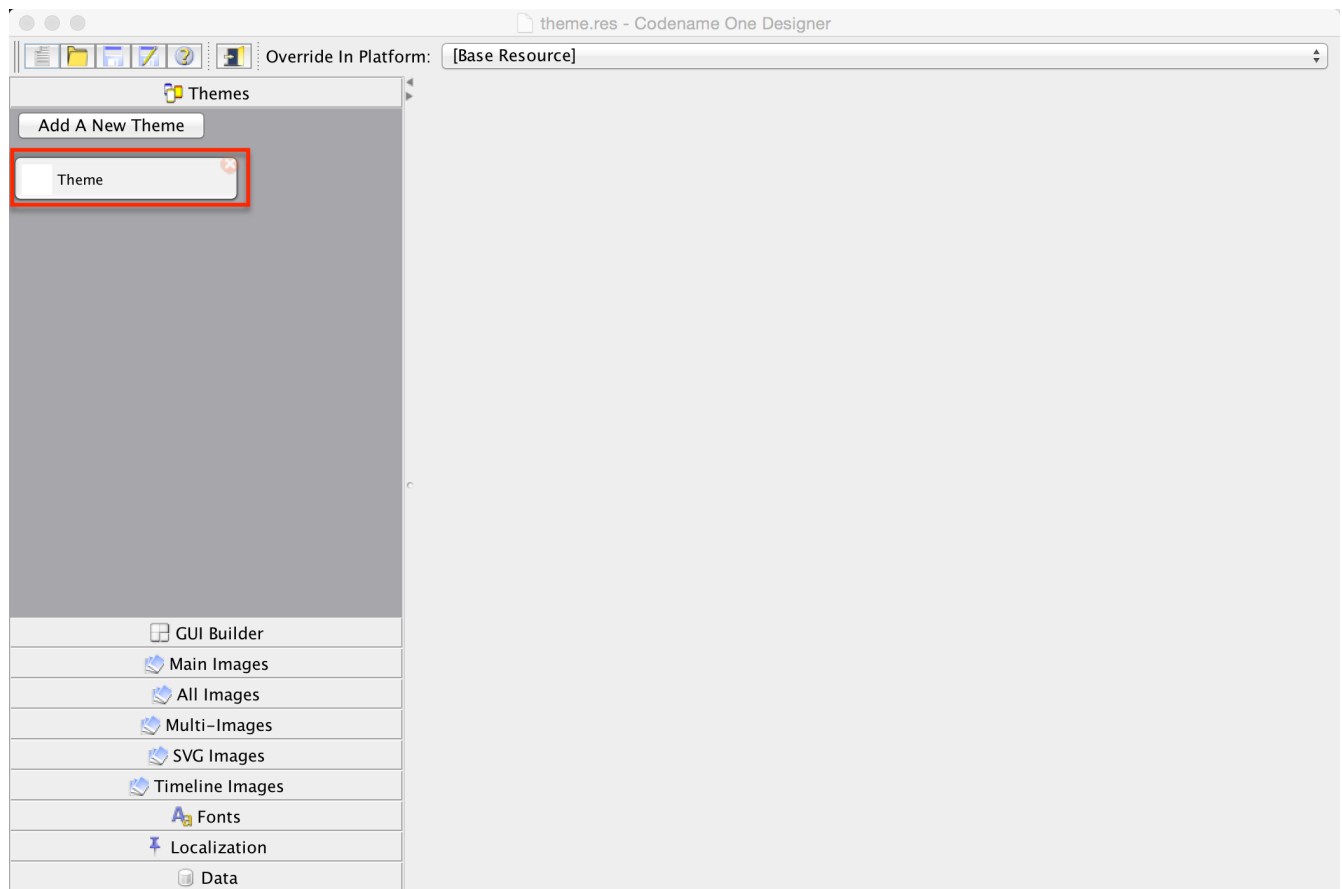 theme.res - Codename One Designer
Override In Platform: [Base Resource]
Themes
Add A New Theme
Theme
GUI Builder
Main Images
All Images
Multi-Images
SVG Images
Timeline Images
Fonts
Localization
Data